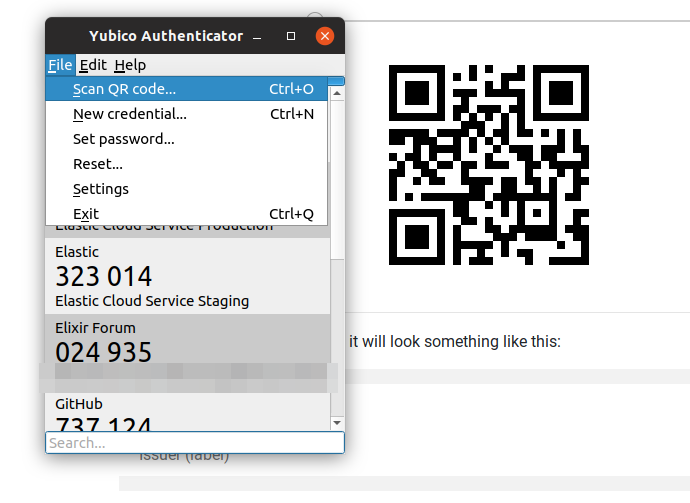 Yubico Authenticator
File Edit Help
Scan QR code... Ctrl+O
New credential... Ctrl+N
Set password...
Reset...
Settings
Exit Ctrl+Q
Elastic Cloud Service Production
Elastic
323 014
Elastic Cloud Service Staging
Elixir Forum
024 935
GitHub
737 124
Search...
it will look something like this:
Issuer (label)